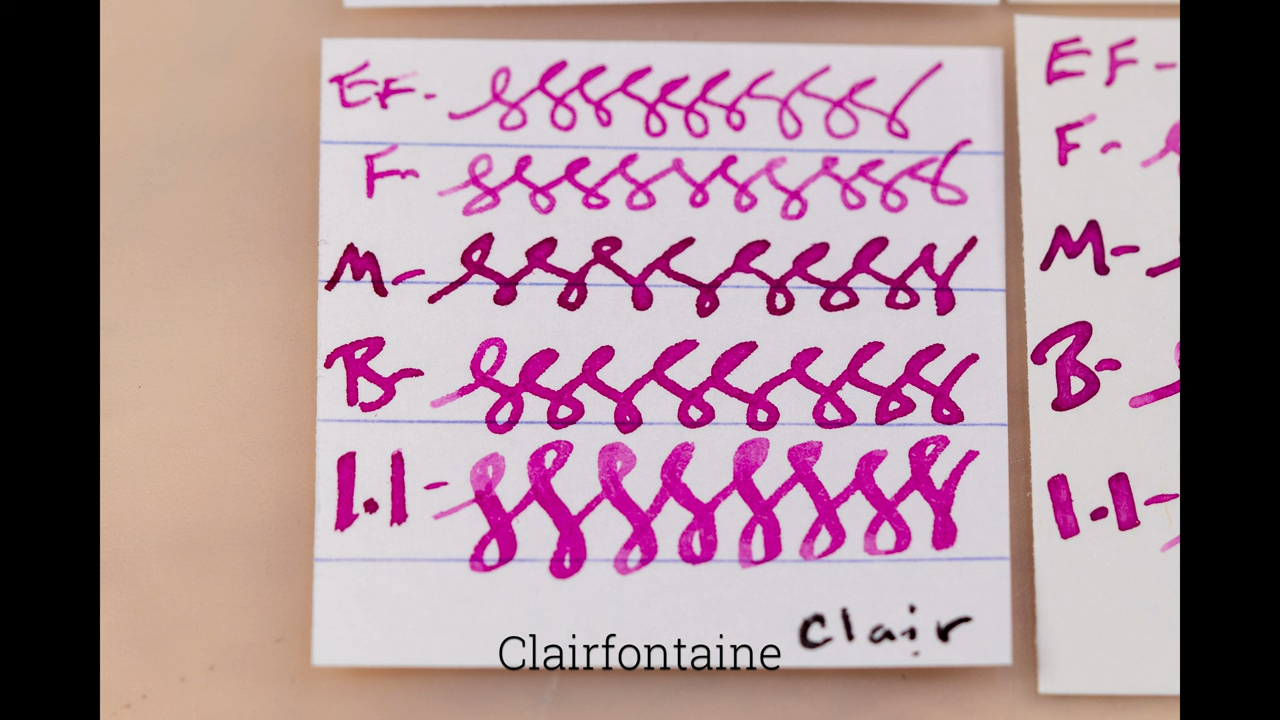 EF-
F-
M-
B-
1.1-
Clair
Clairfontaine
EF-
F-
M-
B-
1.1-